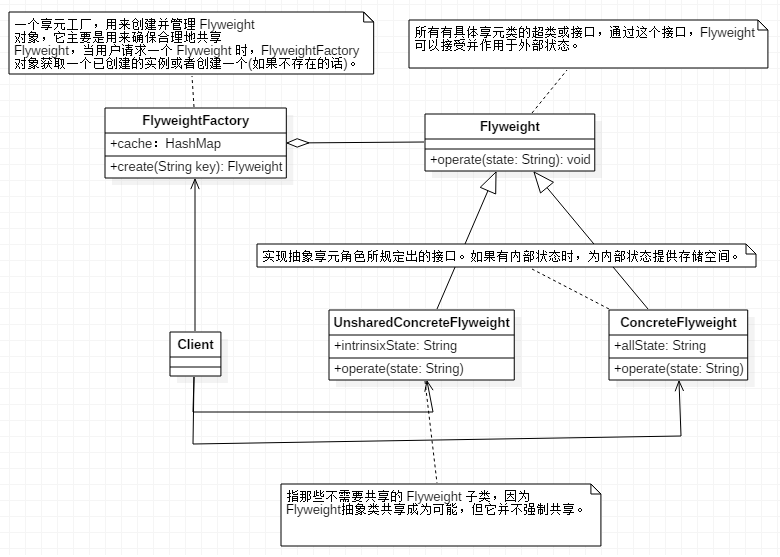 一个享元工厂，用来创建并管理 Flyweight
对象，它主要是用来确保合理地共享
Flyweight，当用户请求一个 Flyweight 时，FlyweightFactory
对象获取一个已创建的实例或者创建一个(如果不存在的话)。
所有有具体享元类的超类或接口，通过这个接口，Flyweight
可以接受并作用于外部状态。
FlyweightFactory
+cache：HashMap
+create(String key): Flyweight
Flyweight
+operate(state: String): void
实现抽象享元角色所规定出的接口。如果有内部状态时，为内部状态提供存储空间。
UnsharedConcreteFlyweight
+intrinsixState: String
+operate(state: String)
ConcreteFlyweight
+allState: String
+operate(state: String)
Client
指那些不需要共享的 Flyweight 子类，因为
Flyweight抽象类共享成为可能，但它并不强制共享。